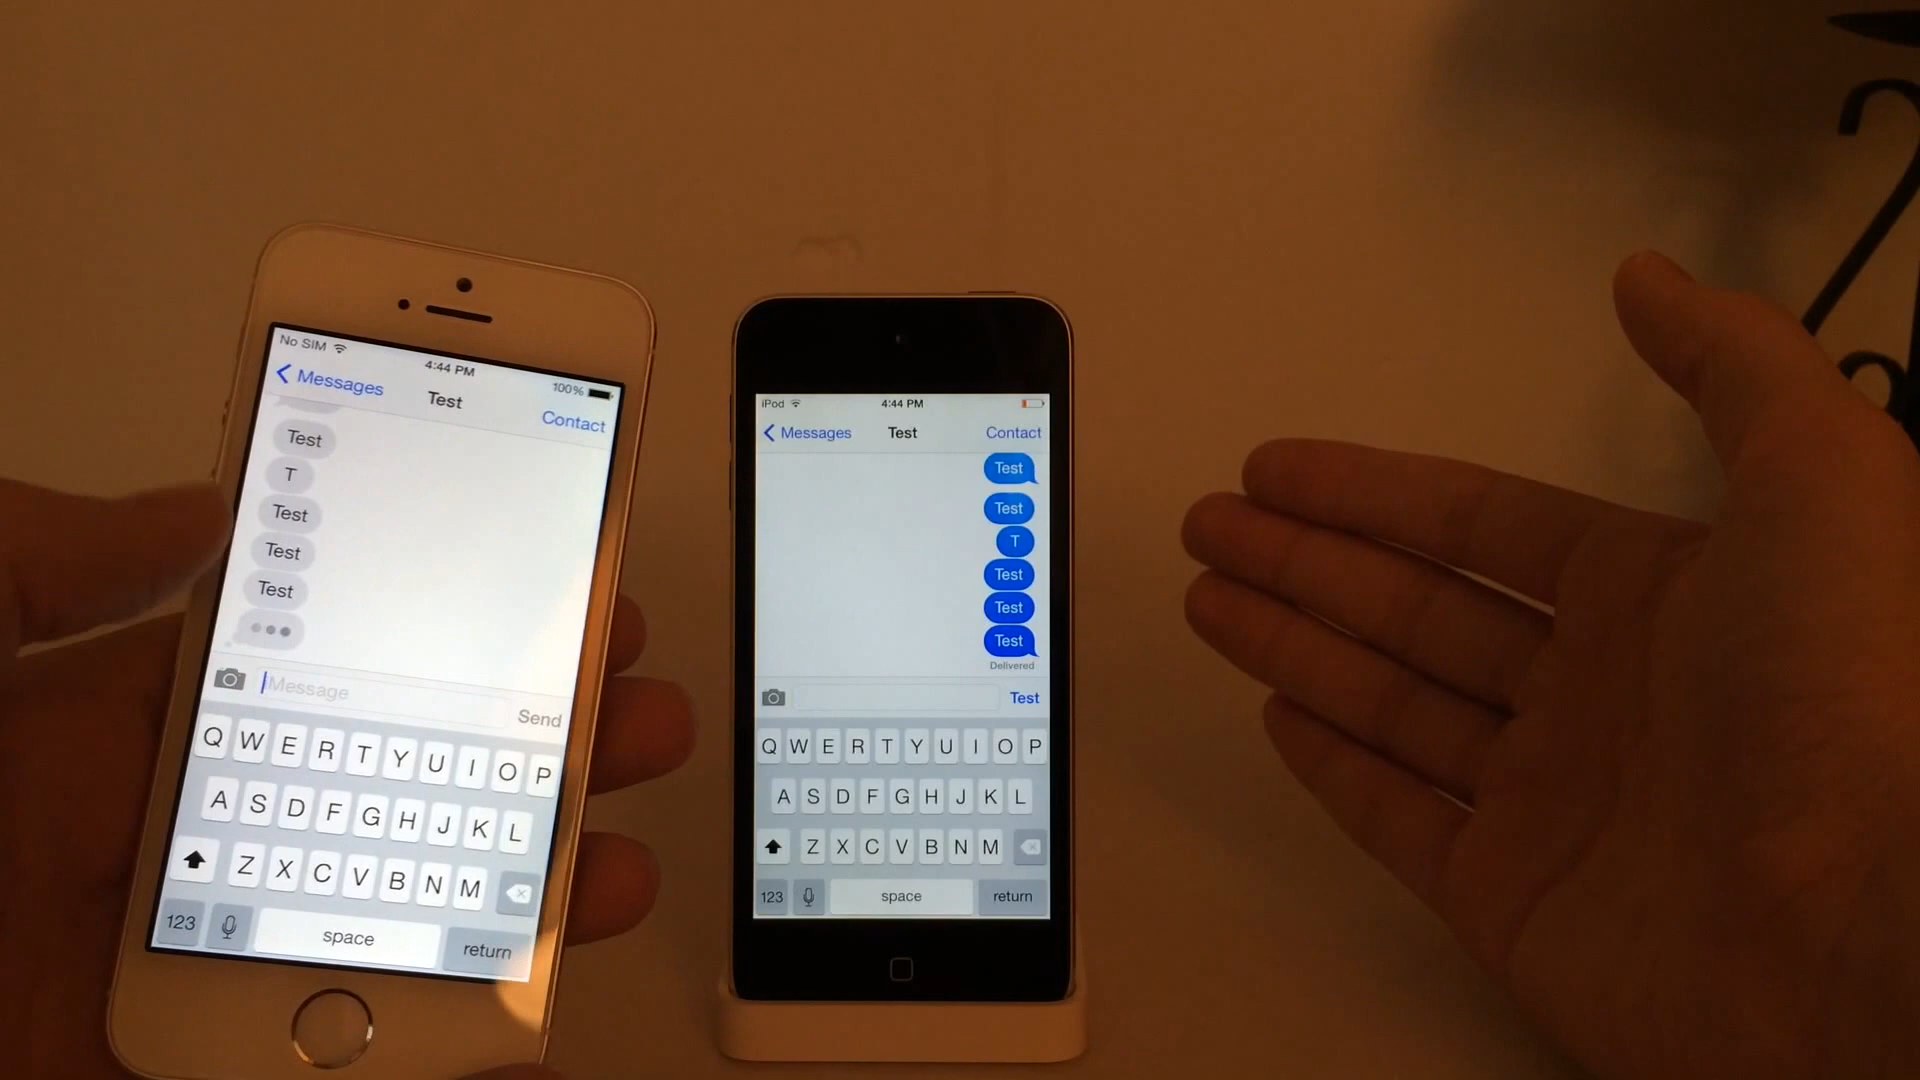 No SIM
4:44 PM
100%
Messages
Test
Contact
Test
T
Test
Test
Test
iMessage
Send
Q W E R T Y U I O P
A S D F G H J K L
Z X C V B N M
123
space
return
iPod
4:44 PM
Messages
Test
Contact
Test
Test
T
Test
Test
Test
Delivered
Test
Q W E R T Y U I O P
A S D F G H J K L
Z X C V B N M
123
space
return